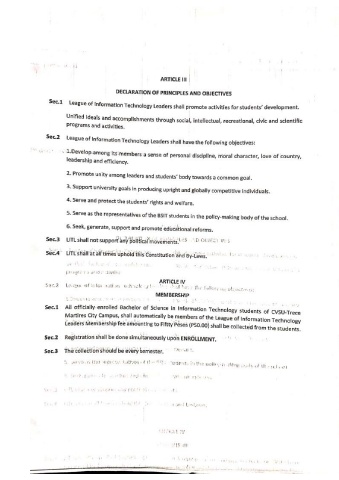 ARTICLE III
DECLARATION OF PRINCIPLES AND OBJECTIVES
Sec.1 League of Information Technology Leaders shall promote activities for students' development.
Unified ideals and accomplishments through social, intellectual, recreational, civic and scientific
programs and activities.
Sec.2 League of Information Technology Leaders shall have the following objectives:
1.Develop among its members a sense of personal discipline, moral character, love of country,
leadership and efficiency.
2. Promote unity among leaders and students' body towards a common goal.
3. Support university goals in producing upright and globally competitive individuals.
4. Serve and protect the students' rights and welfare.
5. Serve as the representatives of the BSIT students in the policy-making body of the school.
6. Seek, generate, support and promote educational reforms.
Sec.3 LITL shall not support any political movements.
Sec.4 LITL shall at all times uphold this Constitution and By-Laws.
ARTICLE IV
MEMBERSHIP
Sec.1 All officially-enrolled Bachelor of Science in Information Technology students of CVSU-Trece
Martires City Campus, shall automatically be members of the League of Information Technology
Leaders Membership fee amounting to Fifty Pesos (P50.00) shall be collected from the students.
Sec.2 Registration shall be done simultaneously upon ENROLLMENT.
Sec.3 The collection should be every semester.